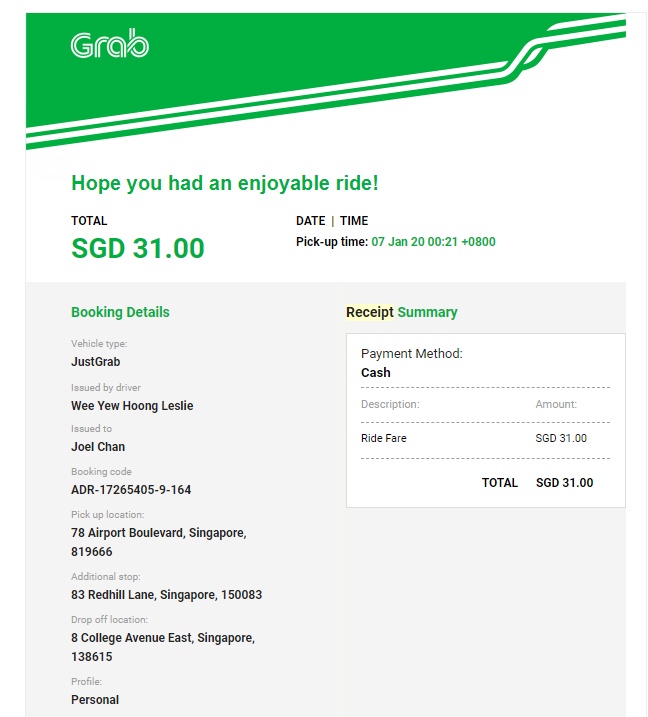 Grab
Hope you had an enjoyable ride!
TOTAL
SGD 31.00
DATE | TIME
Pick-up time: 07 Jan 20 00:21 +0800
Booking Details
Vehicle type:
JustGrab
Issued by driver
Wee Yew Hoong Leslie
Issued to
Joel Chan
Booking code
ADR-17265405-9-164
Pick up location:
78 Airport Boulevard, Singapore,
819666
Additional stop:
83 Redhill Lane, Singapore, 150083
Drop off location:
8 College Avenue East, Singapore,
138615
Profile:
Personal
Receipt Summary
Payment Method:
Cash
Description: Amount:
Ride Fare SGD 31.00
TOTAL SGD 31.00